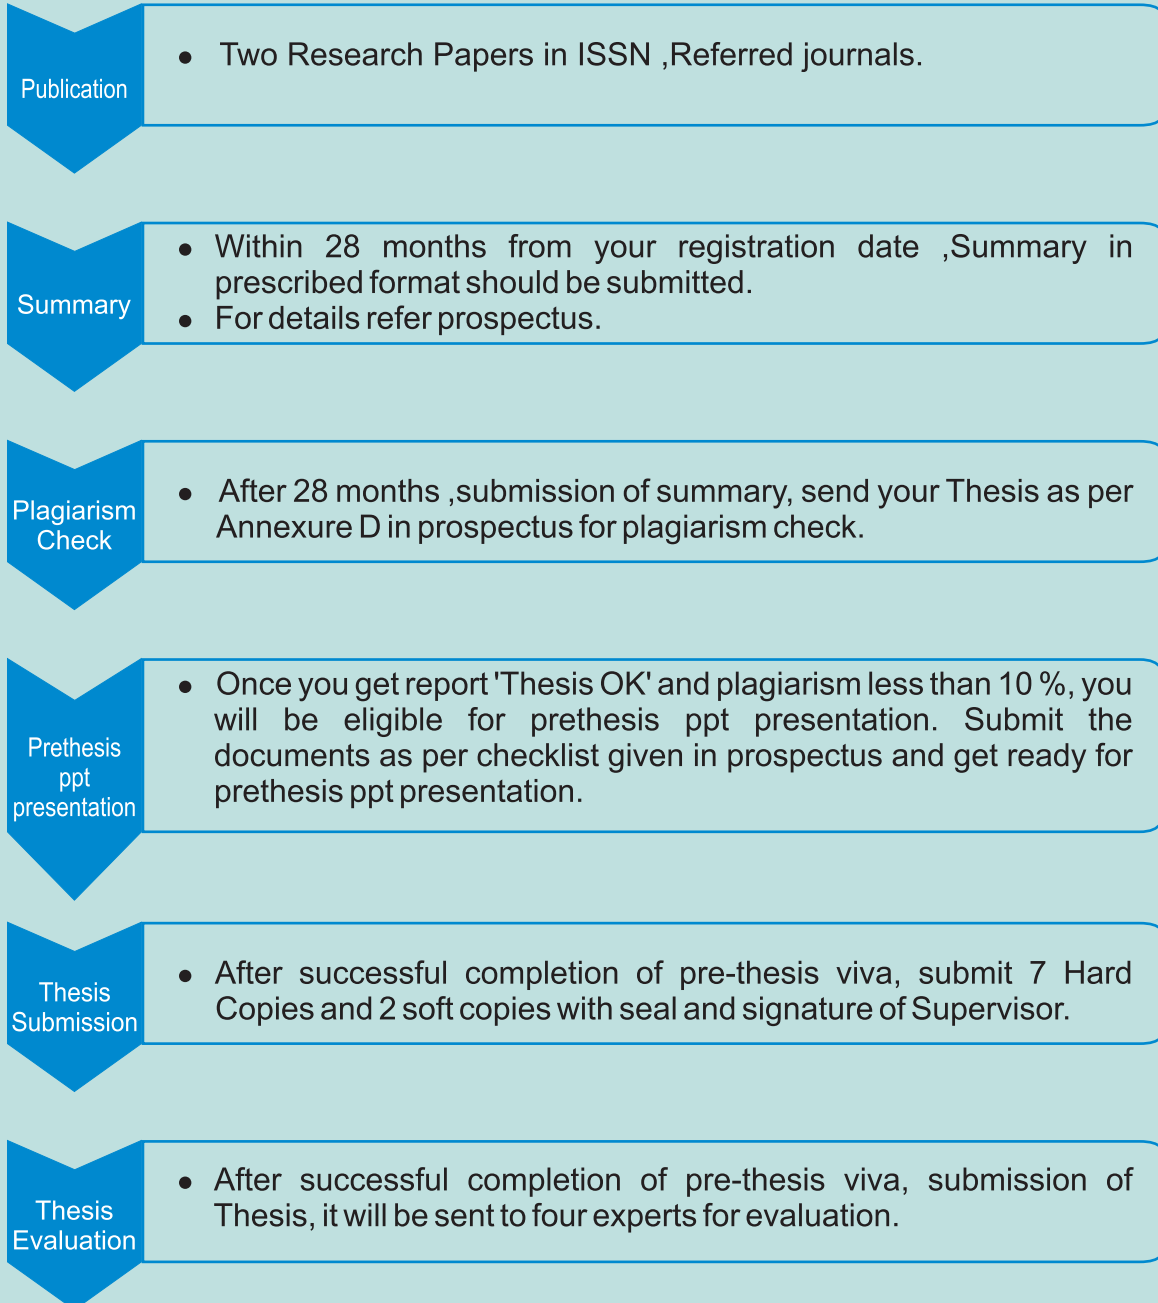 Publication
● Two Research Papers in ISSN ,Referred journals.
Summary
● Within 28 months from your registration date ,Summary in
prescribed format should be submitted.
● For details refer prospectus.
Plagiarism
Check
● After 28 months ,submission of summary, send your Thesis as per
Annexure D in prospectus for plagiarism check.
Prethesis
ppt
presentation
● Once you get report 'Thesis OK' and plagiarism less than 10 %, you
will be eligible for prethesis ppt presentation. Submit the
documents as per checklist given in prospectus and get ready for
prethesis ppt presentation.
Thesis
Submission
● After successful completion of pre-thesis viva, submit 7 Hard
Copies and 2 soft copies with seal and signature of Supervisor.
Thesis
Evaluation
● After successful completion of pre-thesis viva, submission of
Thesis, it will be sent to four experts for evaluation.